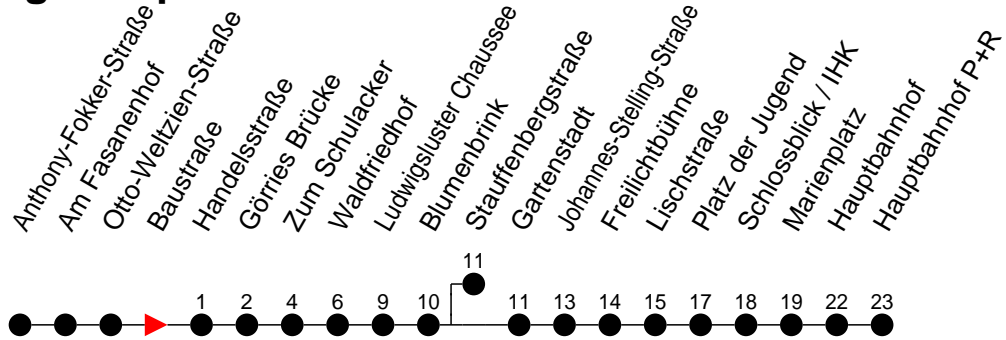 Anthony-Fokker-Straße
Am Fasanenhof
Otto-Weltzien-Straße
Baustraße
Handelsstraße
Görries Brücke
Zum Schulacker
Waldfriedhof
Ludwigsluster Chaussee
Blumenbrink
Stauffenbergstraße
Gartenstadt
Johannes-Stelling-Straße
Freilichtbühne
Lischstraße
Platz der Jugend
Schlossblick / IHK
Marienplatz
Hauptbahnhof
Hauptbahnhof P+R
11
1 2 4 6 9 10 11 13 14 15 17 18 19 22 23